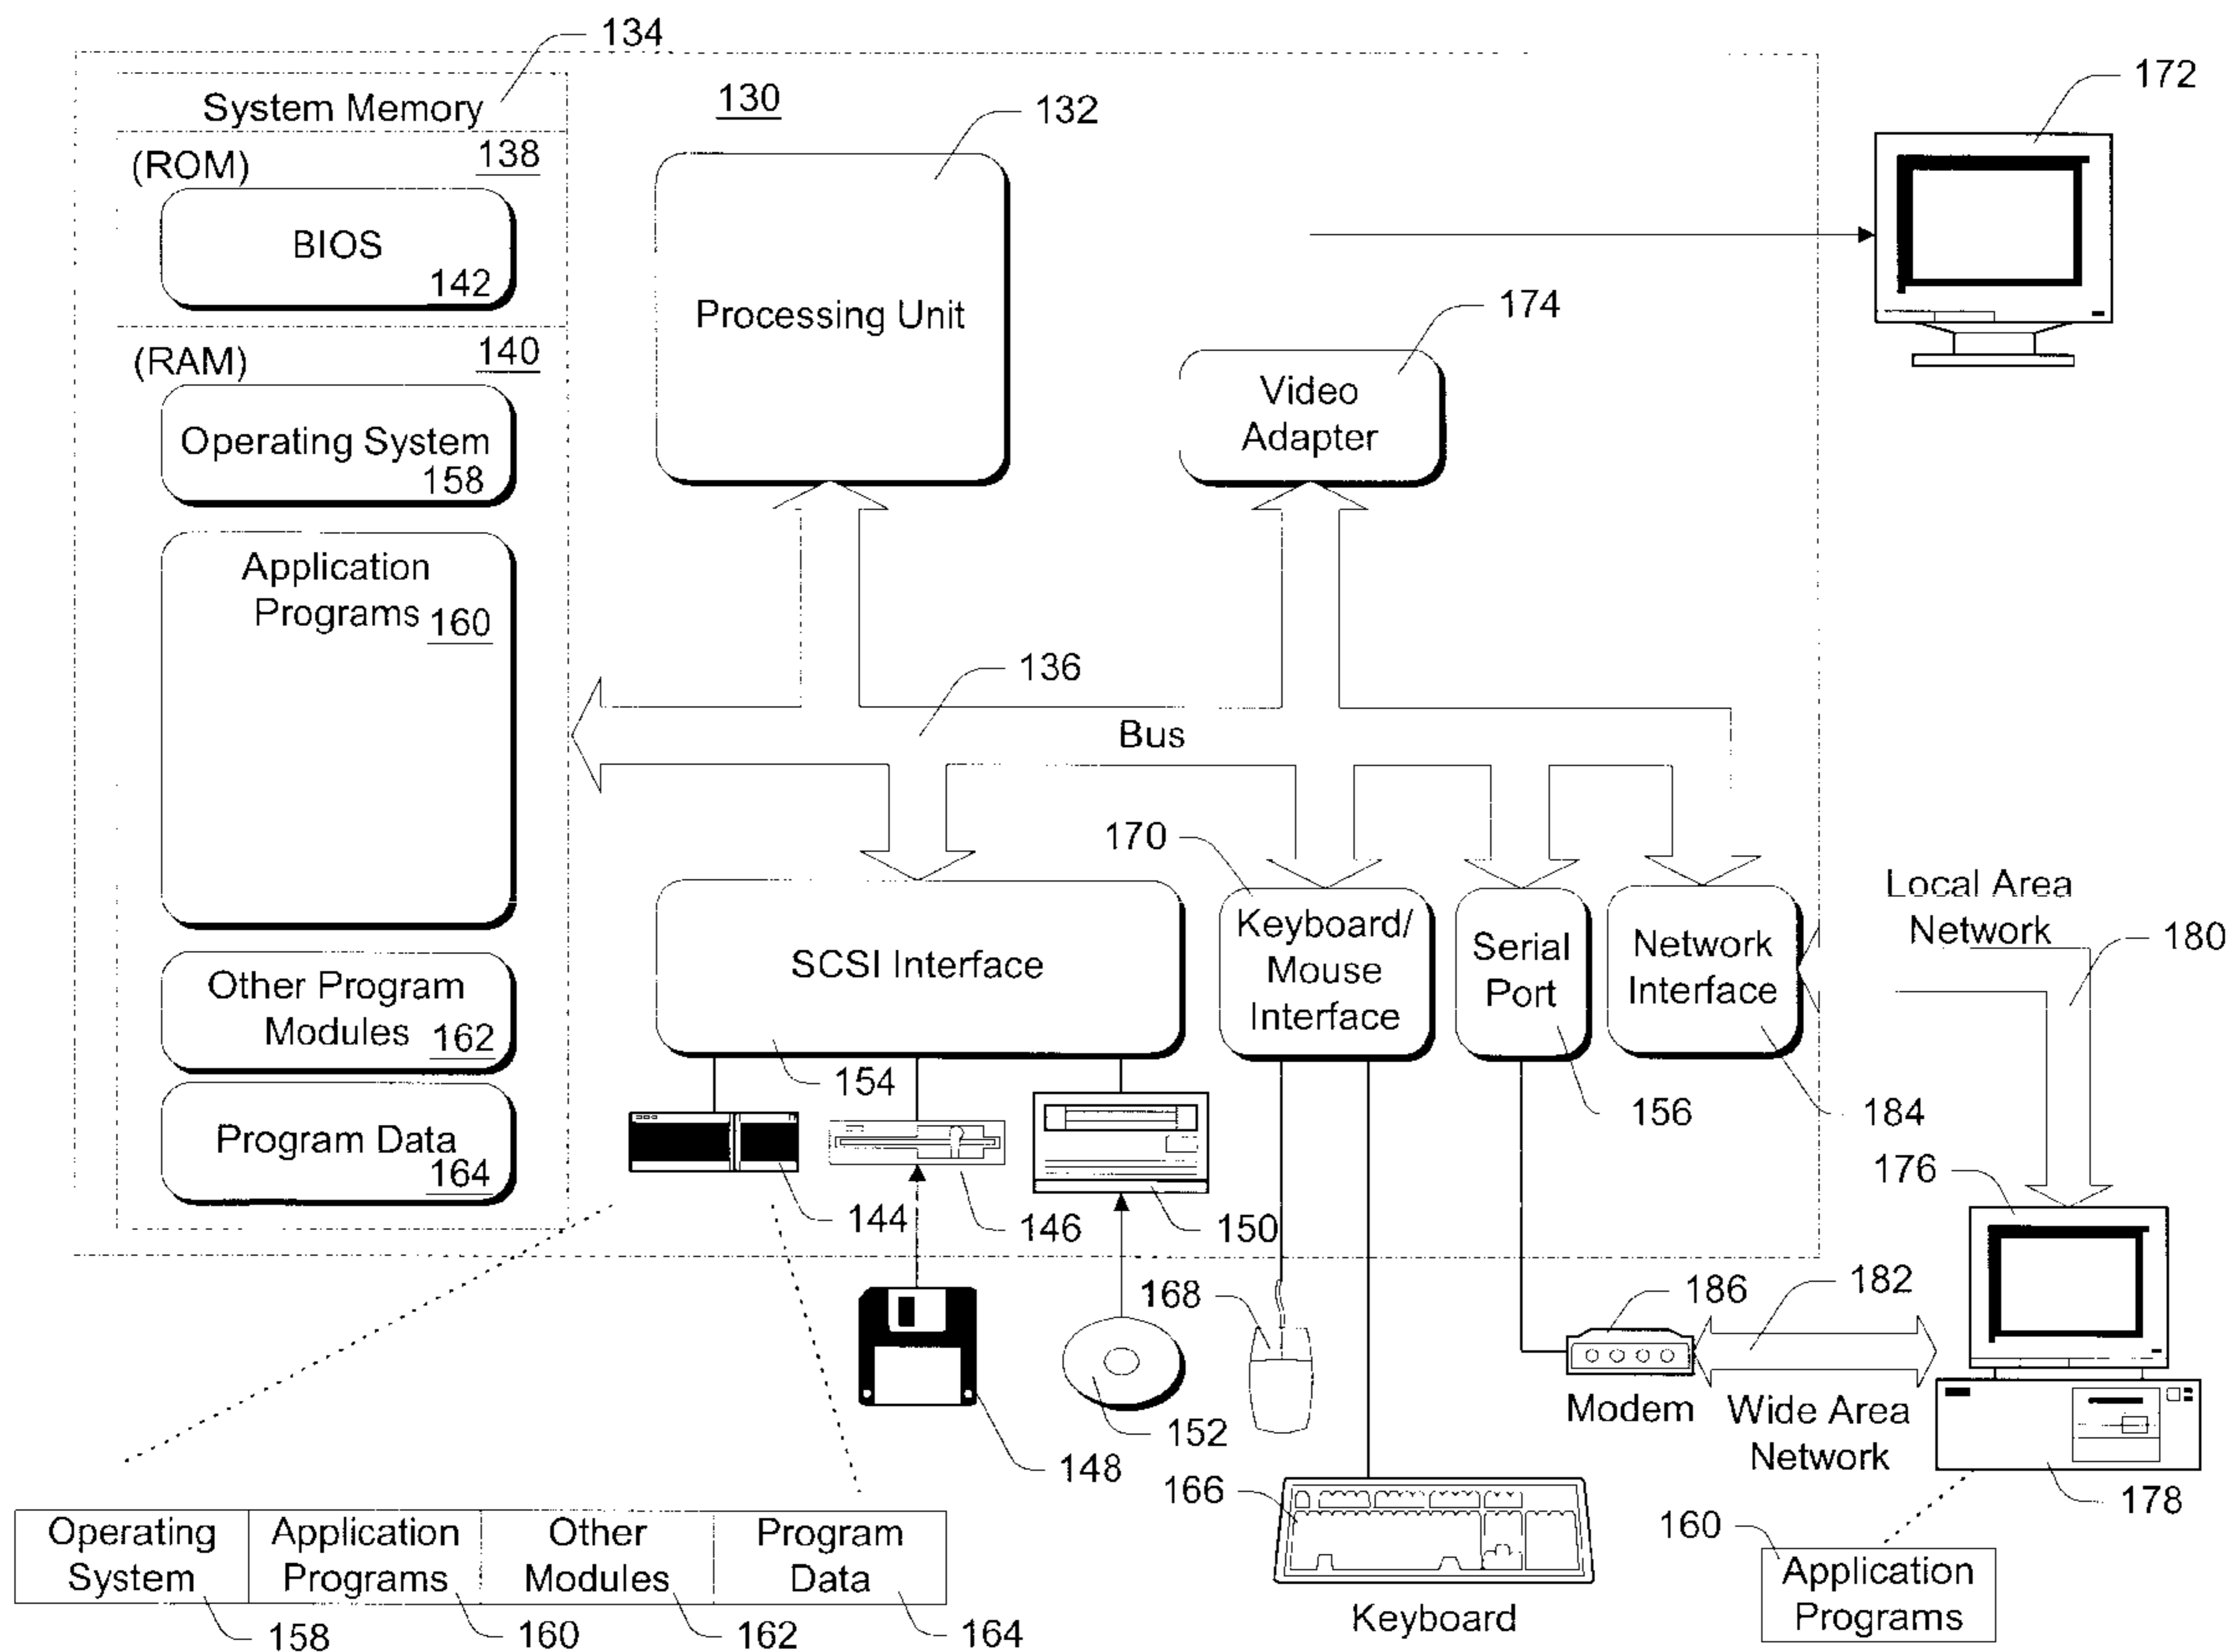 134
System Memory
(ROM)
138
BIOS
142
(RAM)
140
Operating System
158
Application
Programs 160
Other Program
Modules 162
Program Data
164
130
132
Processing Unit
174
Video
Adapter
172
136
Bus
SCSI Interface
154
170
Keyboard/
Mouse
Interface
Serial
Port
156
Network
Interface
184
Local Area
Network
180
144
146
150
148
152
168
166
Keyboard
186
Modem
182
Wide Area
Network
176
178
160
Application
Programs
Operating
System
158
Application
Programs
160
Other
Modules
162
Program
Data
164